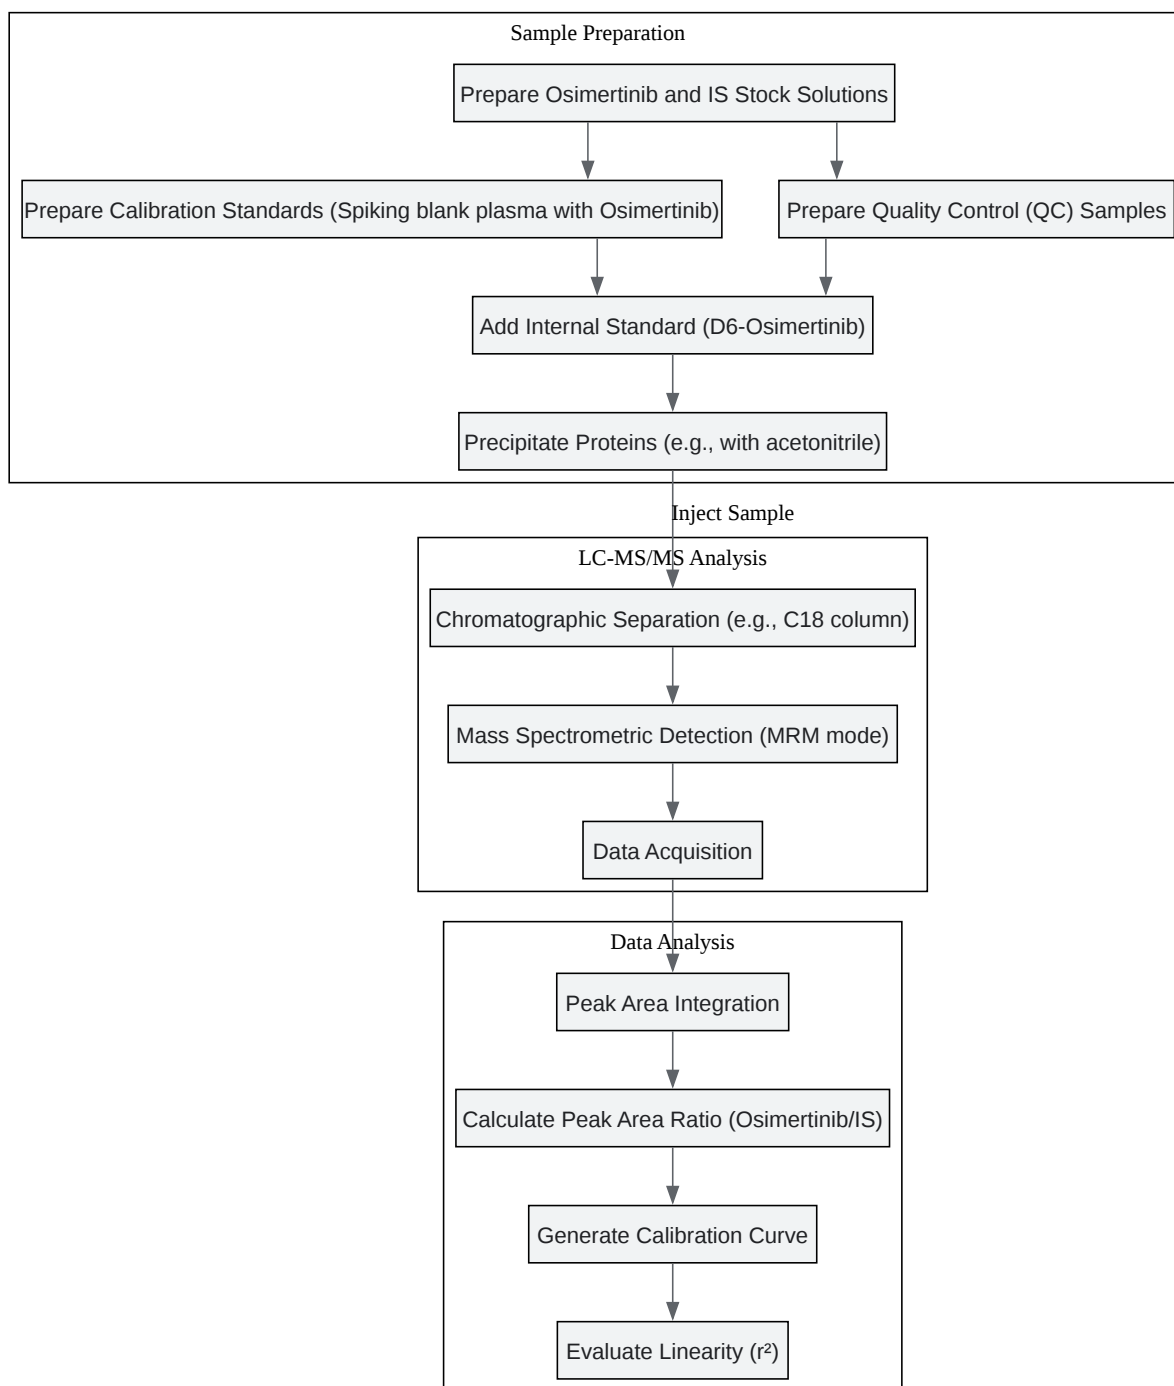 Sample Preparation
Prepare Osimertinib and IS Stock Solutions
Prepare Calibration Standards (Spiking blank plasma with Osimertinib)
Prepare Quality Control (QC) Samples
Add Internal Standard (D6-Osimertinib)
Precipitate Proteins (e.g., with acetonitrile)
Inject Sample
LC-MS/MS Analysis
Chromatographic Separation (e.g., C18 column)
Mass Spectrometric Detection (MRM mode)
Data Acquisition
Data Analysis
Peak Area Integration
Calculate Peak Area Ratio (Osimertinib/IS)
Generate Calibration Curve
Evaluate Linearity (r²)